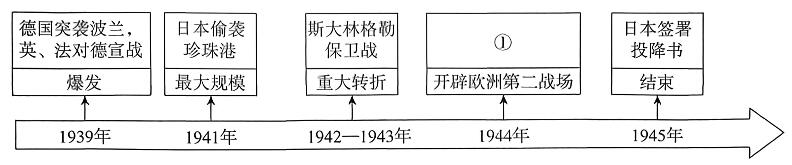 德国突袭波兰，
英、法对德宣战
爆发
日本偷袭
珍珠港
最大规模
斯大林格勒
保卫战
重大转折
①
开辟欧洲第二战场
日本签署
投降书
结束
1939年
1941年
1942—1943年
1944年
1945年